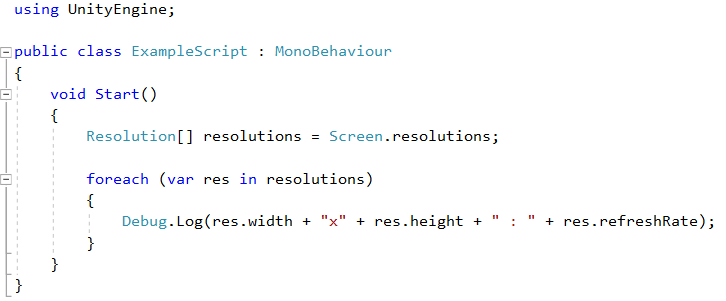 using UnityEngine;
public class ExampleScript : MonoBehaviour
{
void Start()
{
Resolution[] resolutions = Screen.resolutions;
foreach (var res in resolutions)
{
Debug.Log(res.width + "x" + res.height + " : " + res.refreshRate);
}
}
}